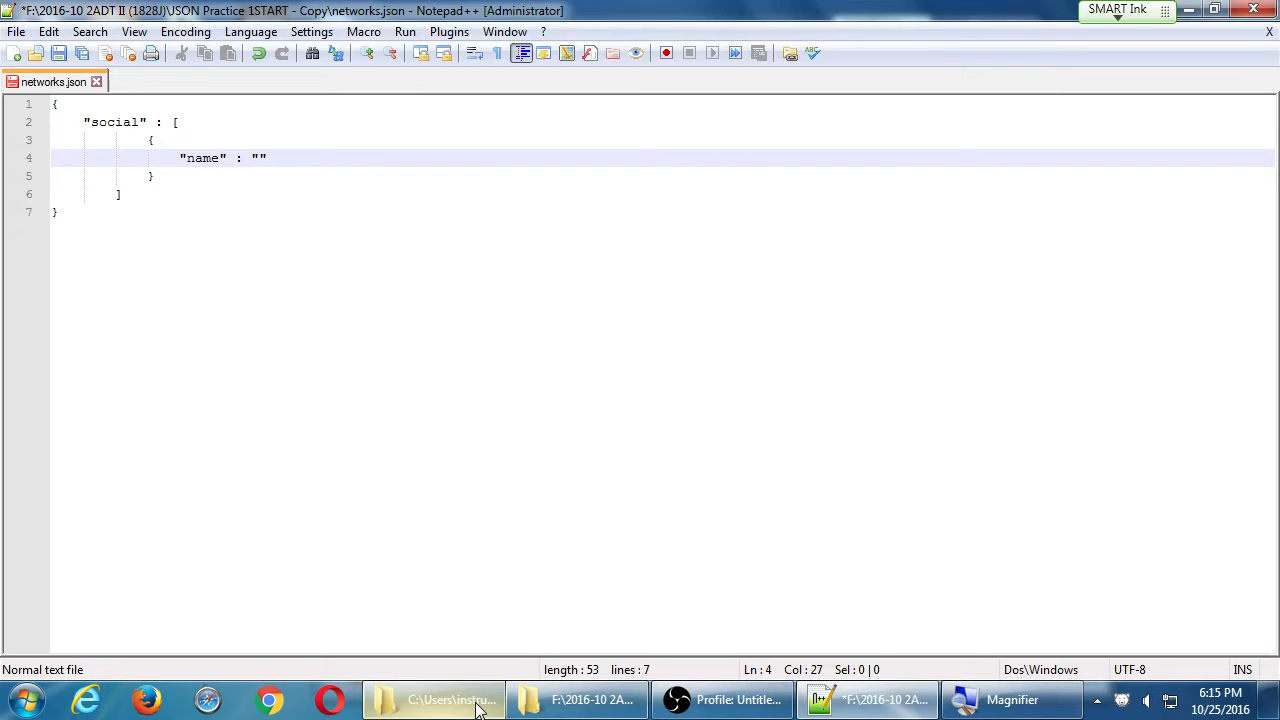 *F:\2016-10 2ADT II (1828J)\JSON Practice 1START - Copy\networks.json - Notepad++ [Administrator]
SMART Ink
File Edit Search View Encoding Language Settings Macro Run Plugins Window ? X
networks.json
1 {
2 "social" : [
3 {
4 "name" : ""
5 }
6 ]
7 }
Normal text file length : 53 lines : 7 Ln : 4 Col : 27 Sel : 0 | 0 Dos\Windows UTF-8 INS
C:\Users\instru... F:\2016-10 2A... Profile: Untitle... *F:\2016-10 2A... Magnifier 6:15 PM
10/25/2016